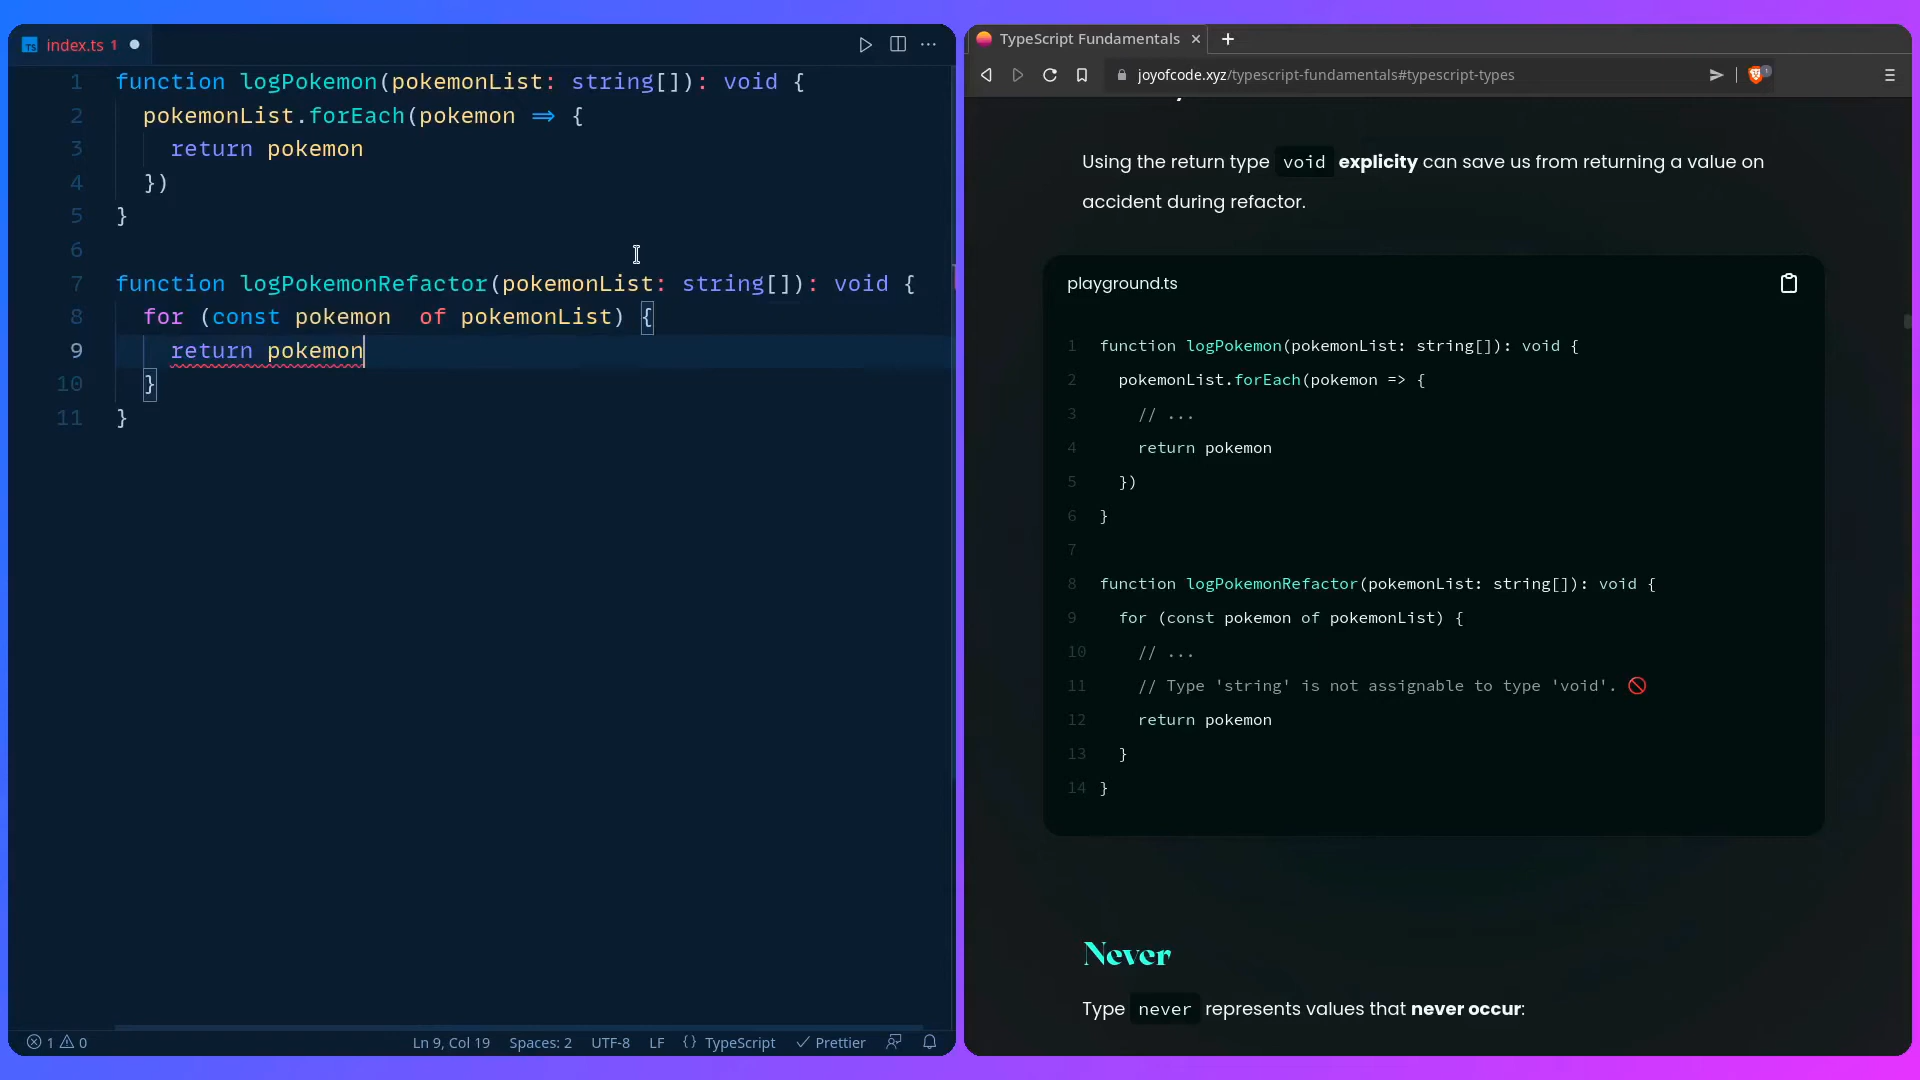 index.ts 1
1 function logPokemon(pokemonList: string[]): void {
2 pokemonList.forEach(pokemon => {
3 return pokemon
4 })
5 }
6
7 function logPokemonRefactor(pokemonList: string[]): void {
8 for (const pokemon  of pokemonList) {
9 return pokemon
10 }
11 }
1 0
Ln 9, Col 19
Spaces: 2
UTF-8
LF
{} TypeScript
Prettier
TypeScript Fundamentals
joyofcode.xyz/typescript-fundamentals#typescript-types
1
Using the return type void explicity can save us from returning a value on
accident during refactor.
playground.ts
1 function logPokemon(pokemonList: string[]): void {
2 pokemonList.forEach(pokemon => {
3 // ...
4 return pokemon
5 })
6 }
7
8 function logPokemonRefactor(pokemonList: string[]): void {
9 for (const pokemon of pokemonList) {
10 // ...
11 // Type 'string' is not assignable to type 'void'. 🚫
12 return pokemon
13 }
14 }
Never
Type never represents values that never occur: